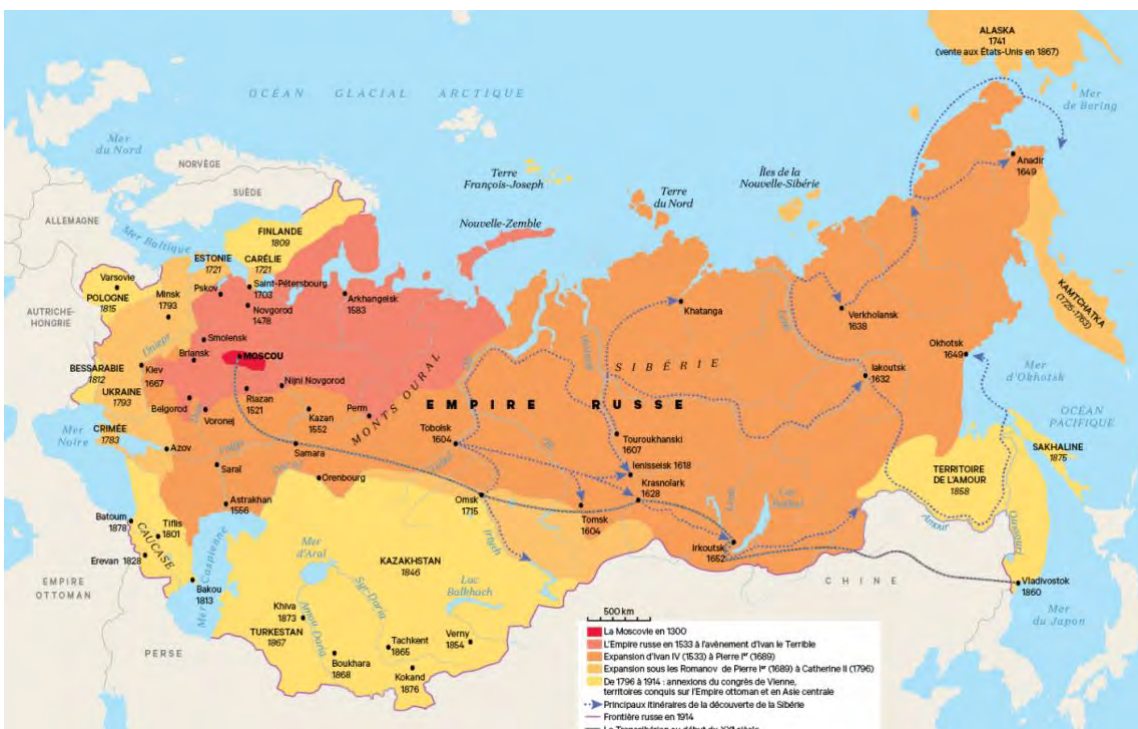 ALASKA
1741
(vente aux États-Unis en 1867)
OCÉAN GLACIAL ARCTIQUE
Mer
de Bering
Mer
du Nord
NORVÈGE
SUÈDE
ALLEMAGNE
Terre
François-Joseph
Îles de la
Nouvelle-Sibérie
Terre
du Nord
Nouvelle-Zemble
Anadir
1649
Mer Baltique
FINLANDE
1809
ESTONIE
1721
CARÉLIE
1721
Varsovie
POLOGNE
1815
Minsk
1793
Pskov
Saint-Pétersbourg
1703
Novgorod
1478
Arkhangelsk
1583
Khatanga
Verkholansk
1638
KAMTCHATKA
(1725-1763)
AUTRICHE-
HONGRIE
Smolensk
MOSCOU
Briansk
Dniepr
Kiev
1667
BESSARABIE
1812
UKRAINE
1793
Nijni Novgorod
Riazan
1521
Belgorod
Voronej
Kazan
1552
Perm
MONTS OURAL
SIBÉRIE
EMPIRE RUSSE
Okhotsk
1649
Iakoutsk
1632
Mer
d'Okhotsk
OCÉAN
PACIFIQUE
SAKHALINE
1875
CRIMÉE
1783
Mer
Noire
Azov
Samara
Saraï
Orenbourg
Astrakhan
1556
Tobolsk
1604
Touroukhanski
1607
Ienisseisk 1618
Krasnoïark
1628
Omsk
1715
Tomsk
1604
Irtych
Irkoutsk
1652
TERRITOIRE
DE L'AMOUR
1858
Amour
Batoum
1878
Tiflis
1801
CAUCASE
Erevan 1828
Bakou
1813
Mer Caspienne
Mer
d'Aral
KAZAKHSTAN
1846
Lac
Balkhach
Syr-Daria
Amou-Daria
Khiva
1873
TURKESTAN
1867
Boukhara
1868
Tachkent
1865
Verny
1854
Kokand
1876
EMPIRE
OTTOMAN
PERSE
CHINE
Vladivostok
1860
Mer
du Japon
500 km
La Moscovie en 1300
L'Empire russe en 1533 à l'avènement d'Ivan le Terrible
Expansion d'Ivan IV (1533) à Pierre Ier (1689)
Expansion sous les Romanov de Pierre Ier (1689) à Catherine II (1796)
De 1796 à 1914 : annexions du congrès de Vienne,
territoires conquis sur l'Empire ottoman et en Asie centrale
Principaux itinéraires de la découverte de la Sibérie
Frontière russe en 1914